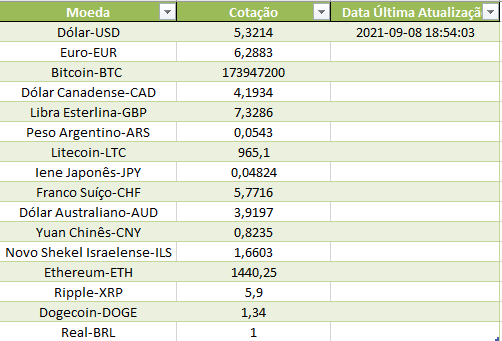 Moeda Cotação Data Última Atualizaçã
Dólar-USD 5,3214 2021-09-08 18:54:03
Euro-EUR 6,2883
Bitcoin-BTC 173947200
Dólar Canadense-CAD 4,1934
Libra Esterlina-GBP 7,3286
Peso Argentino-ARS 0,0543
Litecoin-LTC 965,1
Iene Japonês-JPY 0,04824
Franco Suíço-CHF 5,7716
Dólar Australiano-AUD 3,9197
Yuan Chinês-CNY 0,8235
Novo Shekel Israelense-ILS 1,6603
Ethereum-ETH 1440,25
Ripple-XRP 5,9
Dogecoin-DOGE 1,34
Real-BRL 1